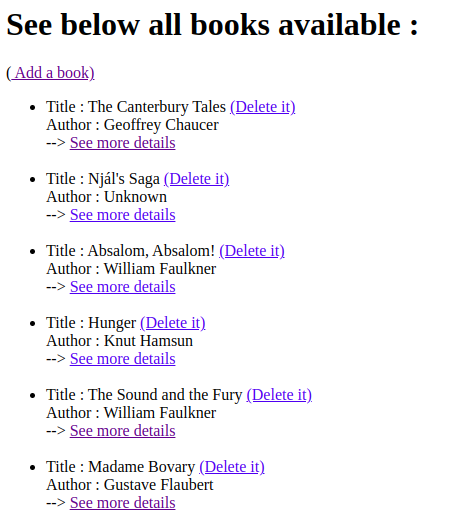 See below all books available :
( Add a book)
Title : The Canterbury Tales (Delete it)
Author : Geoffrey Chaucer
--> See more details
Title : Njál's Saga (Delete it)
Author : Unknown
--> See more details
Title : Absalom, Absalom! (Delete it)
Author : William Faulkner
--> See more details
Title : Hunger (Delete it)
Author : Knut Hamsun
--> See more details
Title : The Sound and the Fury (Delete it)
Author : William Faulkner
--> See more details
Title : Madame Bovary (Delete it)
Author : Gustave Flaubert
--> See more details